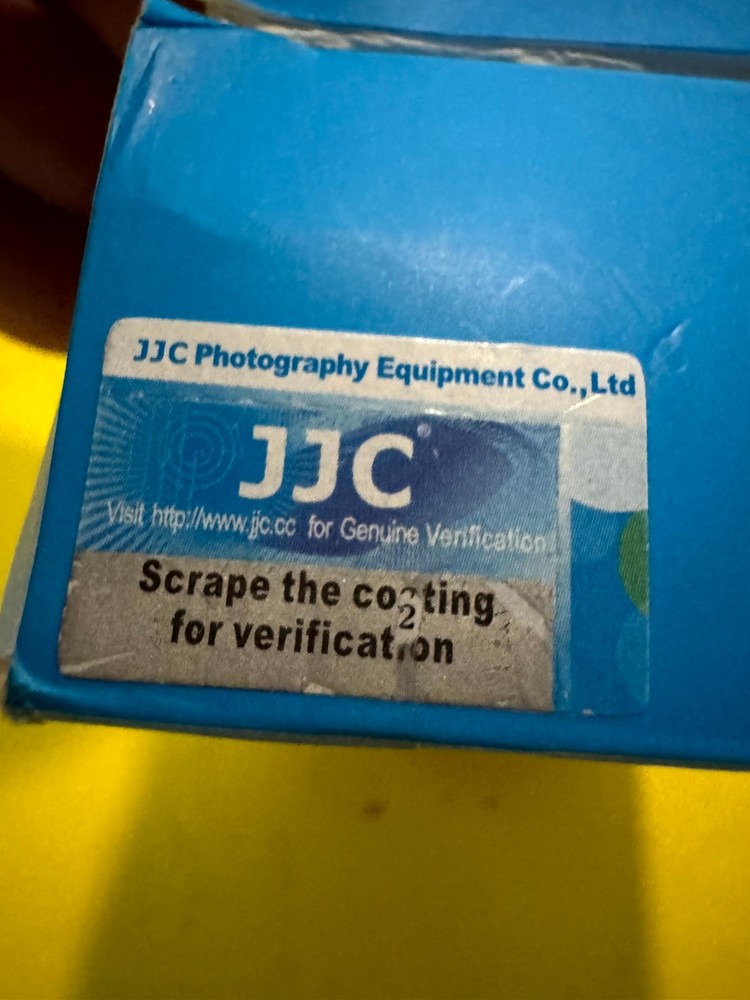 JJC Photography Equipment Co.,Ltd
JJC®
Visit http://www.jjc.cc for Genuine Verification
Scrape the coating
2
for verification